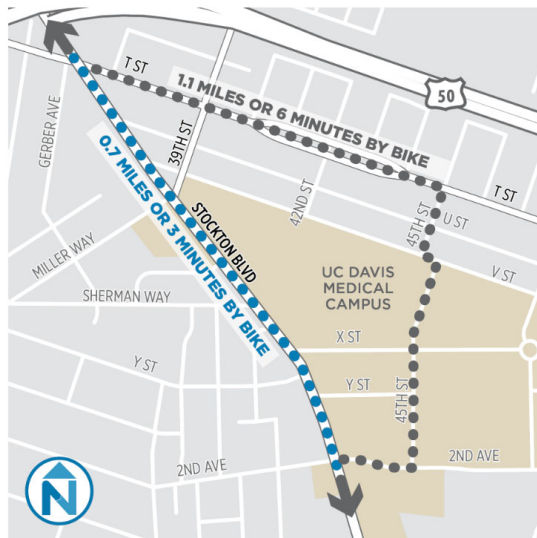 T ST
1.1 MILES OR 6 MINUTES BY BIKE
50
GERBER AVE
39TH ST
T ST
0.7 MILES OR 3 MINUTES BY BIKE
42ND ST
45TH ST
U ST
STOCKTON BLVD
MILLER WAY
V ST
UC DAVIS
MEDICAL
CAMPUS
SHERMAN WAY
X ST
Y ST
Y ST
45TH ST
2ND AVE
2ND AVE
N